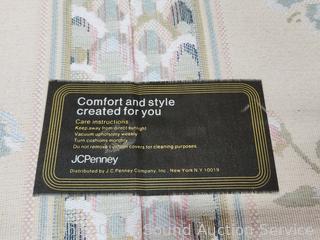 Comfort and style
created for you
Care instructions
Keep away from direct sunlight
Vacuum upholstery weekly
Turn cushions monthly
Do not remove cushion covers for cleaning purposes.
JCPenney
Distributed by J.C. Penney Company, Inc., New York N.Y. 10019
Sound Auction Service